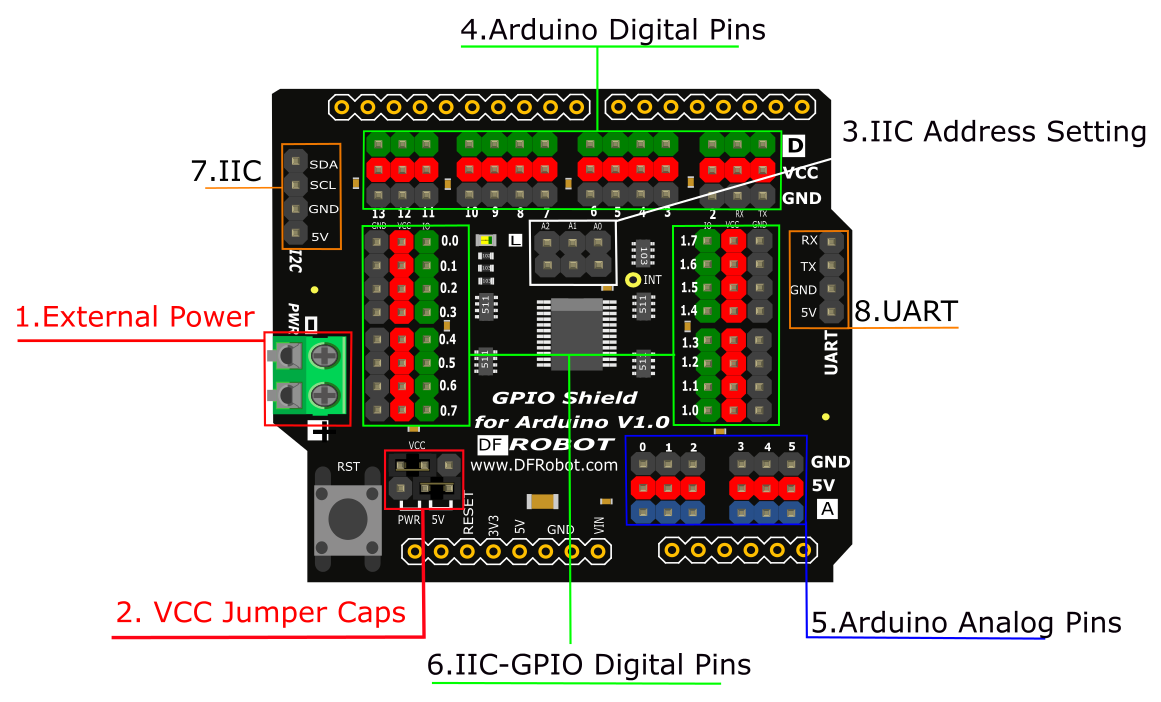 4.Arduino Digital Pins
3.IIC Address Setting
7.IIC
SDA
SCL
GND
5V
I2C
D
VCC
GND
13 12 11 10 9 8 7 6 5 4 3 2 RX TX
GND VCC IO
A2 A1 A0
IO VCC GND
0.0
0.1
0.2
0.3
0.4
0.5
0.6
0.7
L
103
INT
511
511
511
511
1.7
1.6
1.5
1.4
1.3
1.2
1.1
1.0
RX
TX
GND
5V
UART
8.UART
1.External Power
PWR
GPIO Shield
for Arduino V1.0
DF ROBOT
www.DFRobot.com
VCC
PWR 5V
RST
RESET 3V3 5V GND VIN
0 1 2 3 4 5
GND
5V
A
2. VCC Jumper Caps
5.Arduino Analog Pins
6.IIC-GPIO Digital Pins